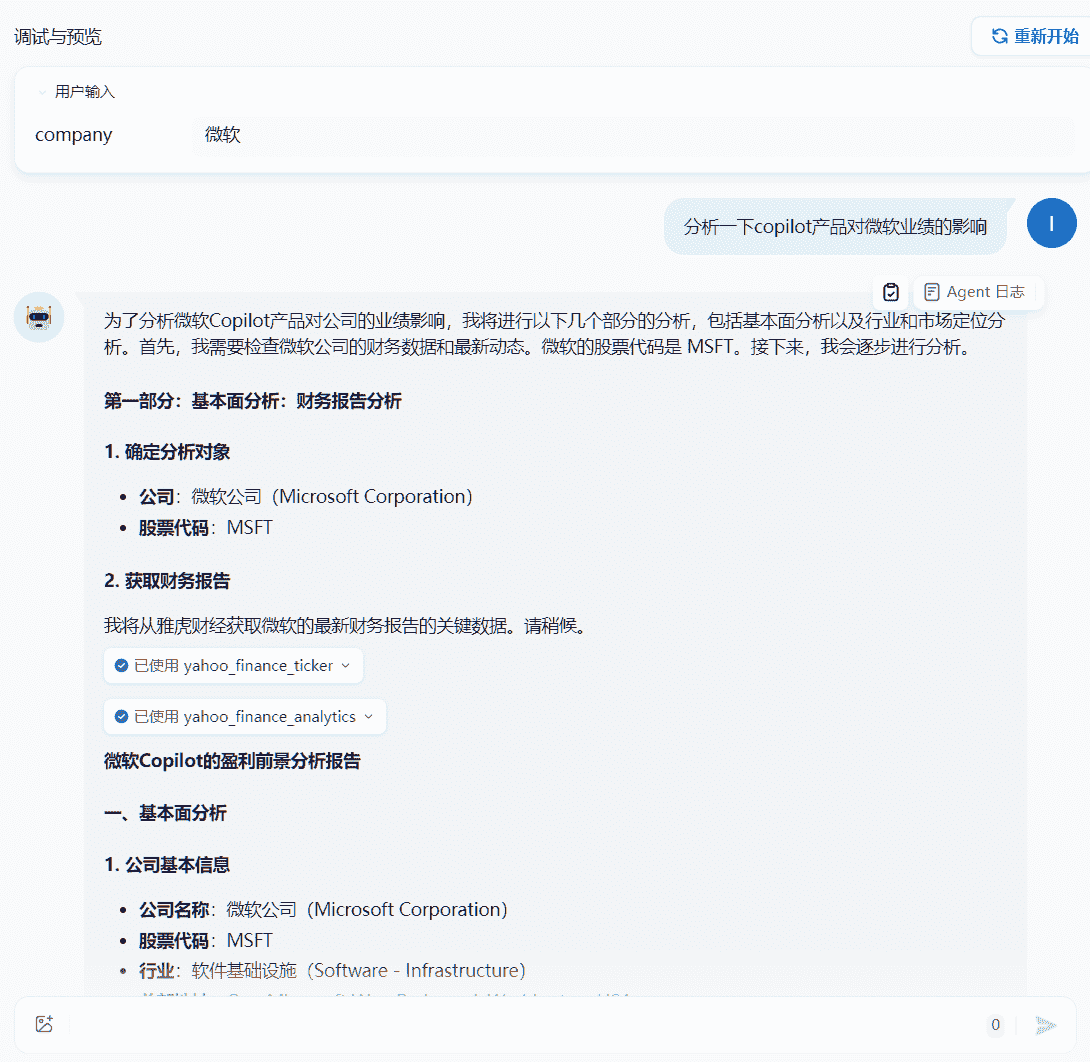 调试与预览
重新开始
用户输入
company 微软
分析一下copilot产品对微软业绩的影响
I
Agent 日志
为了分析微软Copilot产品对公司的业绩影响，我将进行以下几个部分的分析，包括基本面分析以及行业和市场定位分
析。首先，我需要检查微软公司的财务数据和最新动态。微软的股票代码是 MSFT。接下来，我会逐步进行分析。
第一部分：基本面分析：财务报告分析
1. 确定分析对象
• 公司：微软公司（Microsoft Corporation）
• 股票代码：MSFT
2. 获取财务报告
我将从雅虎财经获取微软的最新财务报告的关键数据。请稍候。
已使用 yahoo_finance_ticker
已使用 yahoo_finance_analytics
微软Copilot的盈利前景分析报告
一、基本面分析
1. 公司基本信息
• 公司名称：微软公司（Microsoft Corporation）
• 股票代码：MSFT
• 行业：软件基础设施（Software - Infrastructure）
0